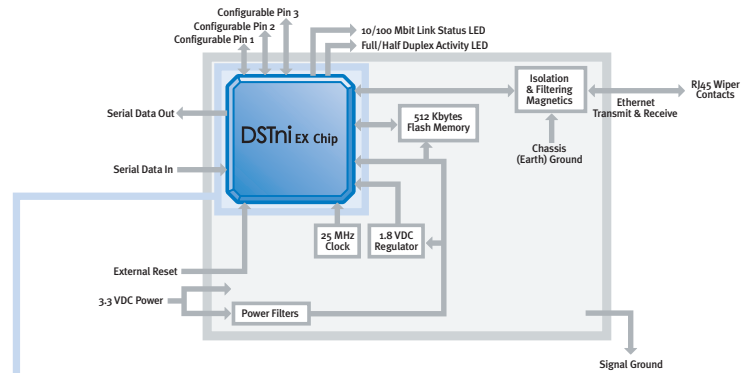 Configurable Pin 3
Configurable Pin 2
Configurable Pin 1
10/100 Mbit Link Status LED
Full/Half Duplex Activity LED
Isolation
& Filtering
Magnetics
RJ45 Wiper
Contacts
Ethernet
Transmit & Receive
Serial Data Out
512 Kbytes
Flash Memory
DSTni EX Chip
Chassis
(Earth) Ground
Serial Data In
25 MHz
Clock
1.8 VDC
Regulator
External Reset
3.3 VDC Power
Power Filters
Signal Ground